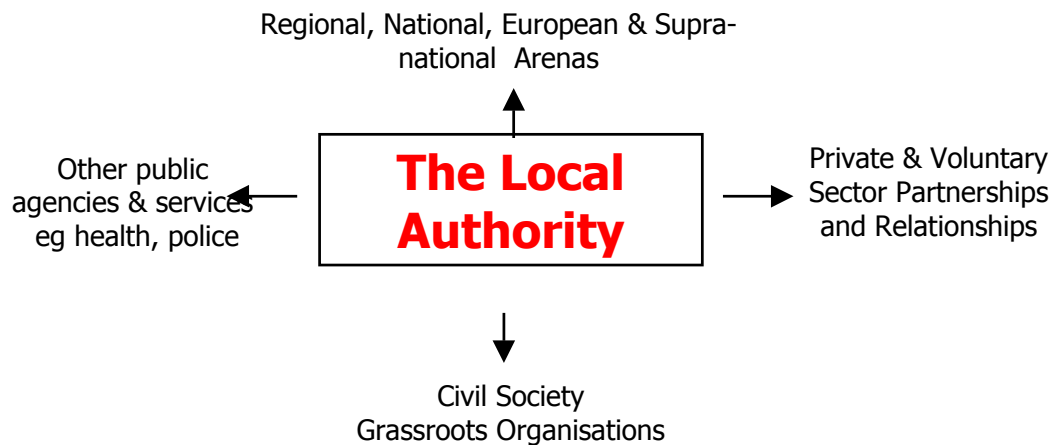 Regional, National, European & Supra-
national Arenas
Other public
agencies & services
eg health, police
The Local
Authority
Private & Voluntary
Sector Partnerships
and Relationships
Civil Society
Grassroots Organisations